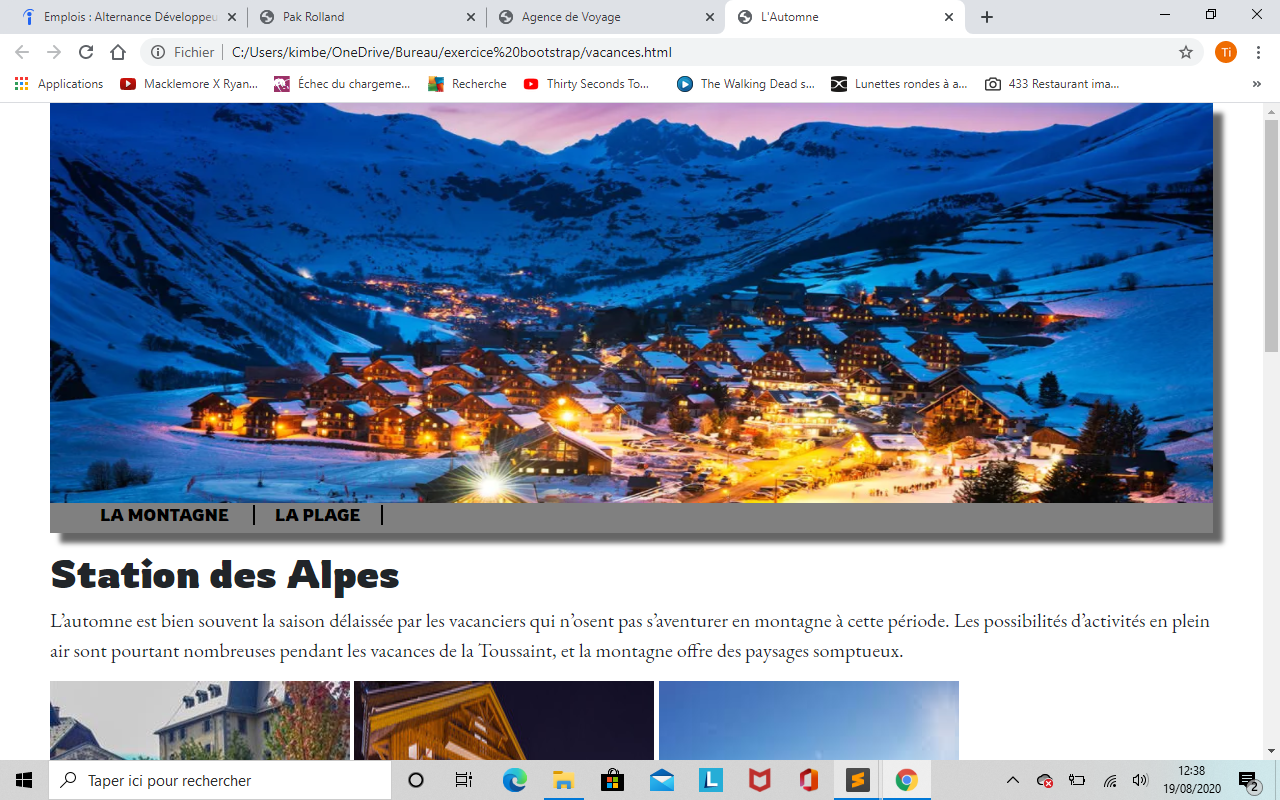 Emplois : Alternance Développeu
Pak Rolland
Agence de Voyage
L'Automne
Fichier
C:/Users/kimbe/OneDrive/Bureau/exercice%20bootstrap/vacances.html
Ti
Applications
Macklemore X Ryan...
Échec du chargeme...
Recherche
Thirty Seconds To...
The Walking Dead s...
Lunettes rondes à a...
433 Restaurant ima...
»
LA MONTAGNE
LA PLAGE
Station des Alpes
L'automne est bien souvent la saison délaissée par les vacanciers qui n'osent pas s'aventurer en montagne à cette période. Les possibilités d'activités en plein
air sont pourtant nombreuses pendant les vacances de la Toussaint, et la montagne offre des paysages somptueux.
Taper ici pour rechercher
L
12:38
19/08/2020
2